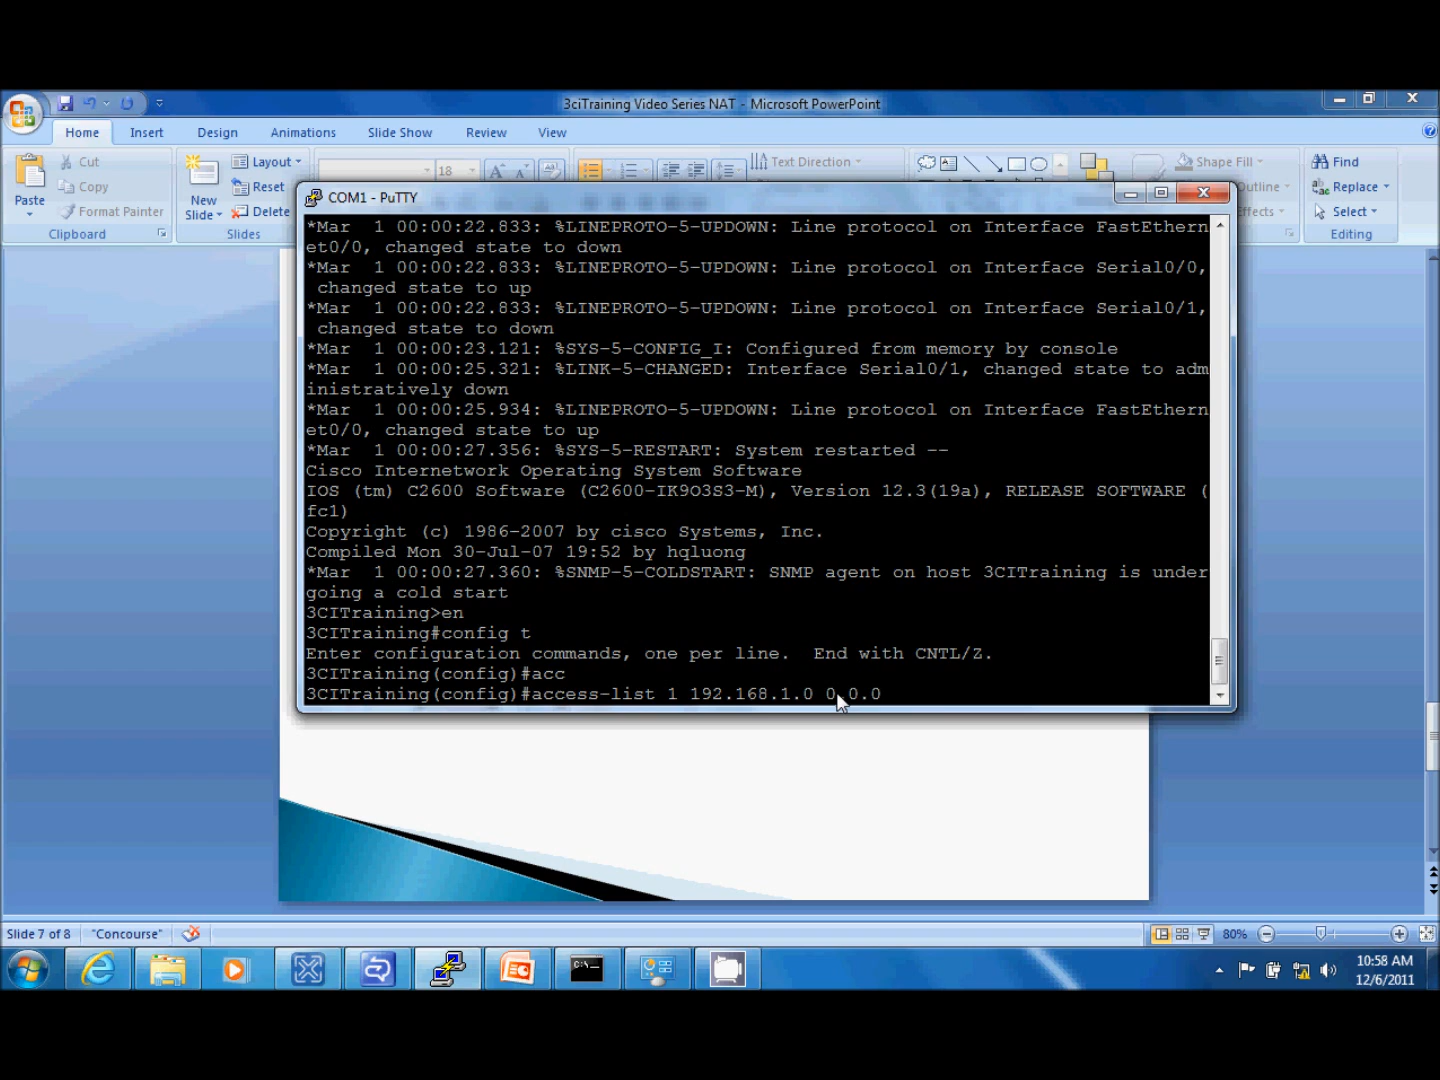 3ciTraining Video Series NAT - Microsoft PowerPoint
Home Insert Design Animations Slide Show Review View
Paste
Cut
Copy
Format Painter
Clipboard
New
Slide
Layout
Reset
Delete
Slides
18
Text Direction
Shape Fill
Outline
Effects
Find
Replace
Select
Editing
COM1 - PuTTY
*Mar  1 00:00:22.833: %LINEPROTO-5-UPDOWN: Line protocol on Interface FastEthern
et0/0, changed state to down
*Mar  1 00:00:22.833: %LINEPROTO-5-UPDOWN: Line protocol on Interface Serial0/0,
changed state to up
*Mar  1 00:00:22.833: %LINEPROTO-5-UPDOWN: Line protocol on Interface Serial0/1,
changed state to down
*Mar  1 00:00:23.121: %SYS-5-CONFIG_I: Configured from memory by console
*Mar  1 00:00:25.321: %LINK-5-CHANGED: Interface Serial0/1, changed state to adm
inistratively down
*Mar  1 00:00:25.934: %LINEPROTO-5-UPDOWN: Line protocol on Interface FastEthern
et0/0, changed state to up
*Mar  1 00:00:27.356: %SYS-5-RESTART: System restarted --
Cisco Internetwork Operating System Software
IOS (tm) C2600 Software (C2600-IK9O3S3-M), Version 12.3(19a), RELEASE SOFTWARE (
fc1)
Copyright (c) 1986-2007 by cisco Systems, Inc.
Compiled Mon 30-Jul-07 19:52 by hqluong
*Mar  1 00:00:27.360: %SNMP-5-COLDSTART: SNMP agent on host 3CITraining is under
going a cold start
3CITraining>en
3CITraining#config t
Enter configuration commands, one per line.  End with CNTL/Z.
3CITraining(config)#acc
3CITraining(config)#access-list 1 192.168.1.0 0.0.0
Slide 7 of 8 "Concourse" 80%
C:\_
10:58 AM
12/6/2011